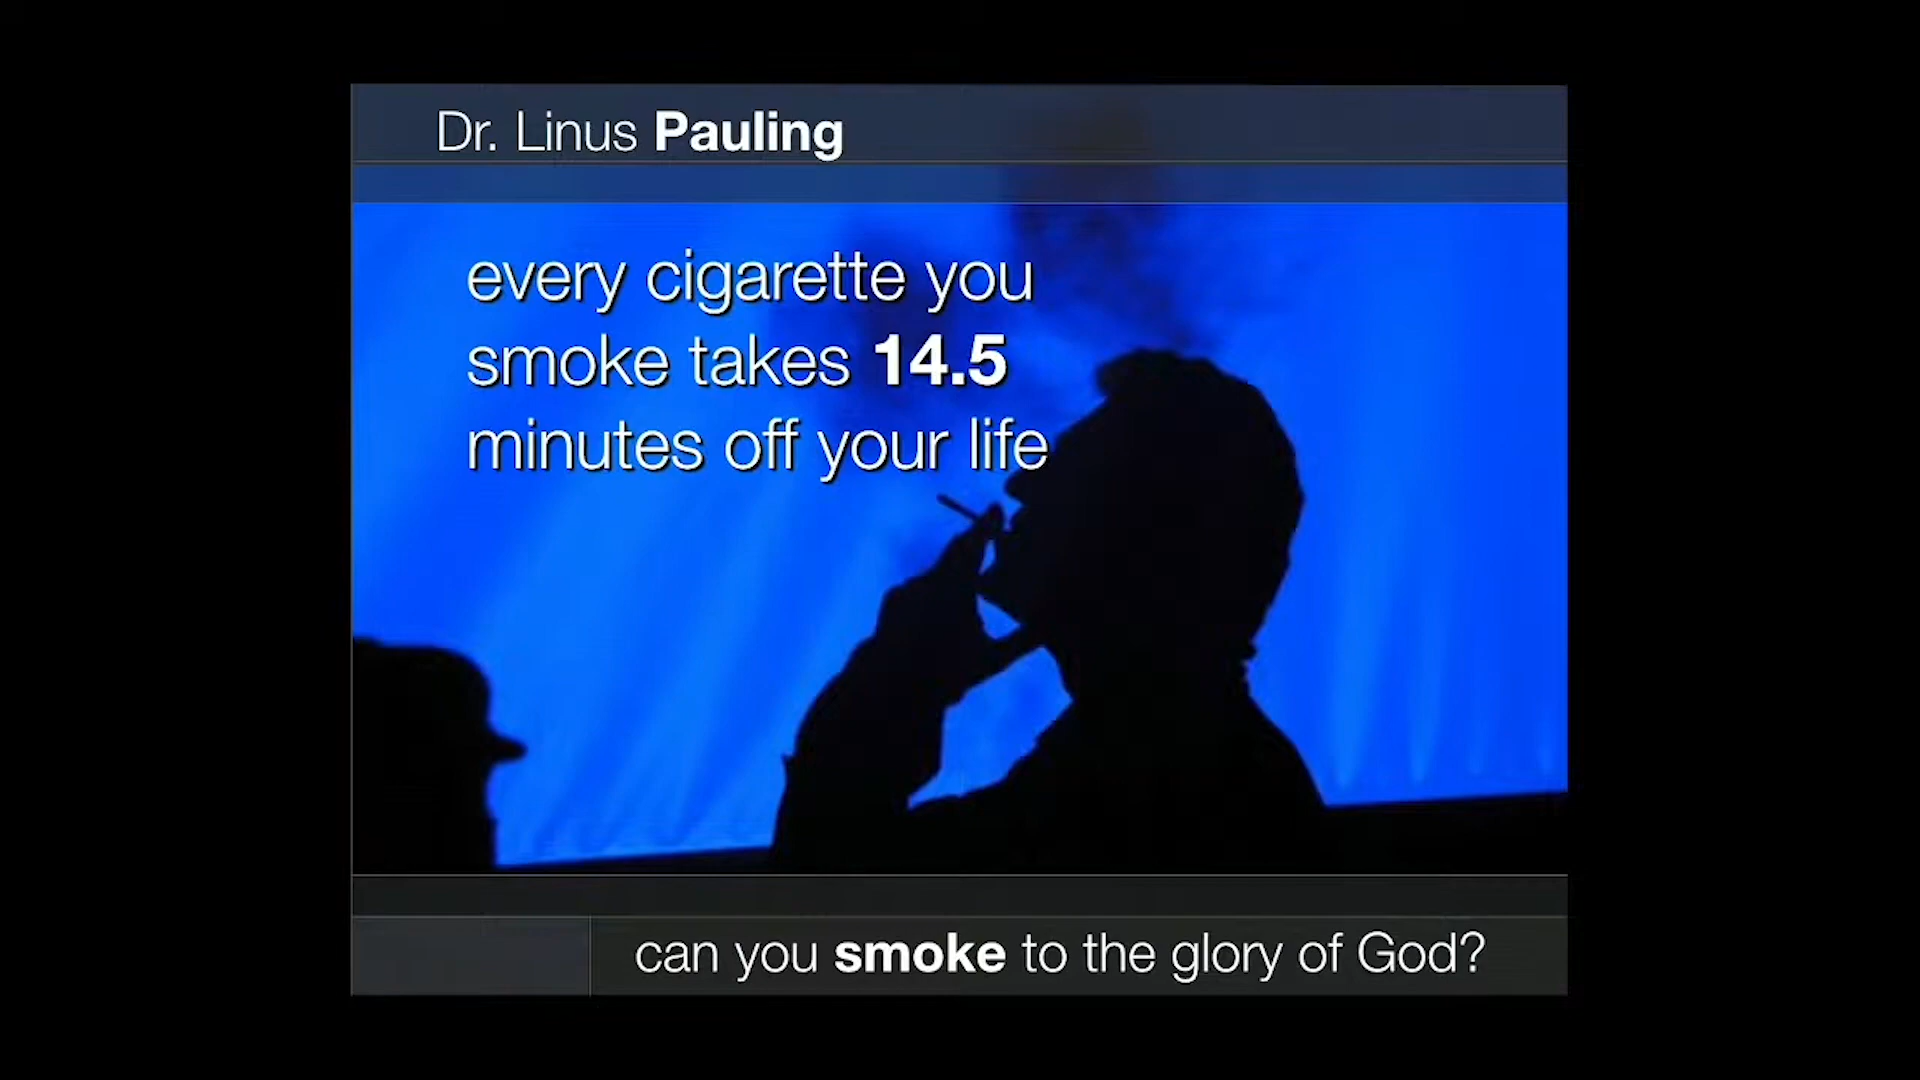 Dr. Linus Pauling
every cigarette you
smoke takes 14.5
minutes off your life
can you smoke to the glory of God?